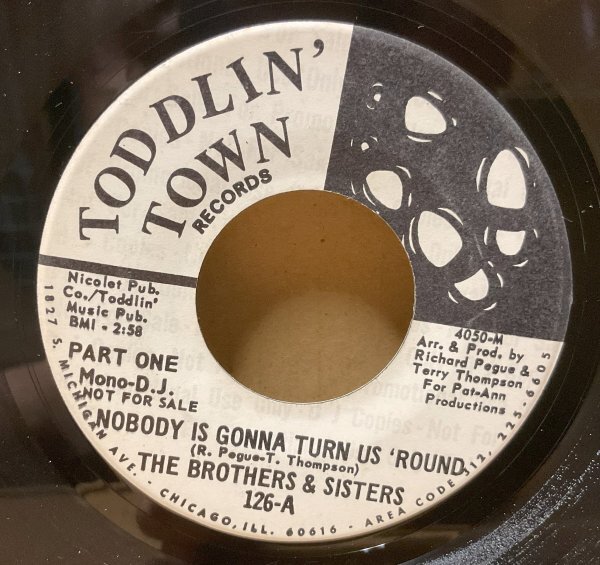 TODDLIN'
TOWN
RECORDS
Nicolet Pub.
Co./Toddlin'
Music Pub.
BMI - 2:58
PART ONE
Mono-D.J.
NOT FOR SALE
4050-M
Arr. & Prod. by
Richard Pegue &
Terry Thompson
For Pat-Ann
Productions
NOBODY IS GONNA TURN US 'ROUND
(R. Pegue-T. Thompson)
THE BROTHERS & SISTERS
126-A
1827 S. MICHIGAN AVE. - CHICAGO, ILL. 60616 - AREA CODE 312, 225-6605